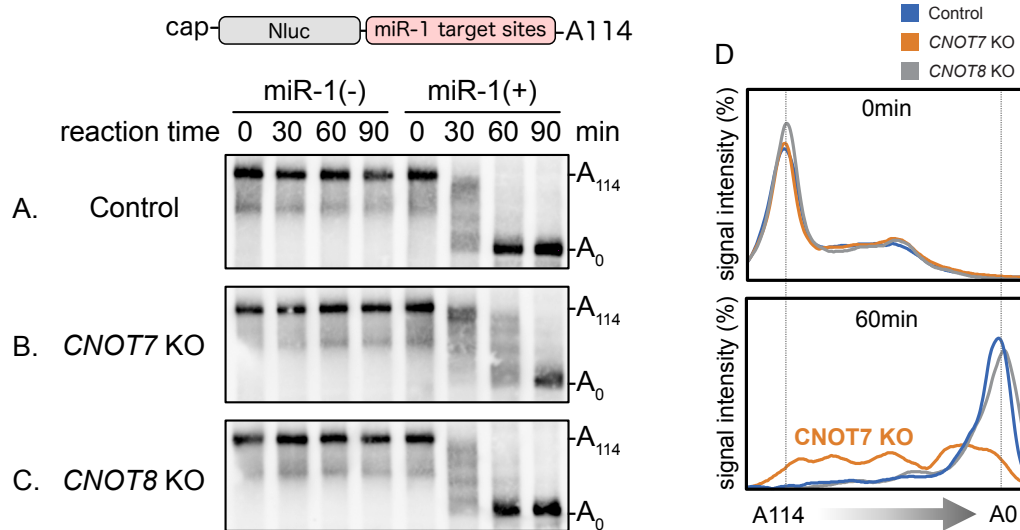 cap- Nluc miR-1 target sites -A114
miR-1(-) miR-1(+)
reaction time 0 30 60 90 0 30 60 90 min
A. Control
A114
A0
B. CNOT7 KO
A114
A0
C. CNOT8 KO
A114
A0
D
Control
CNOT7 KO
CNOT8 KO
signal intensity (%)
0min
signal intensity (%)
60min
CNOT7 KO
A114 A0